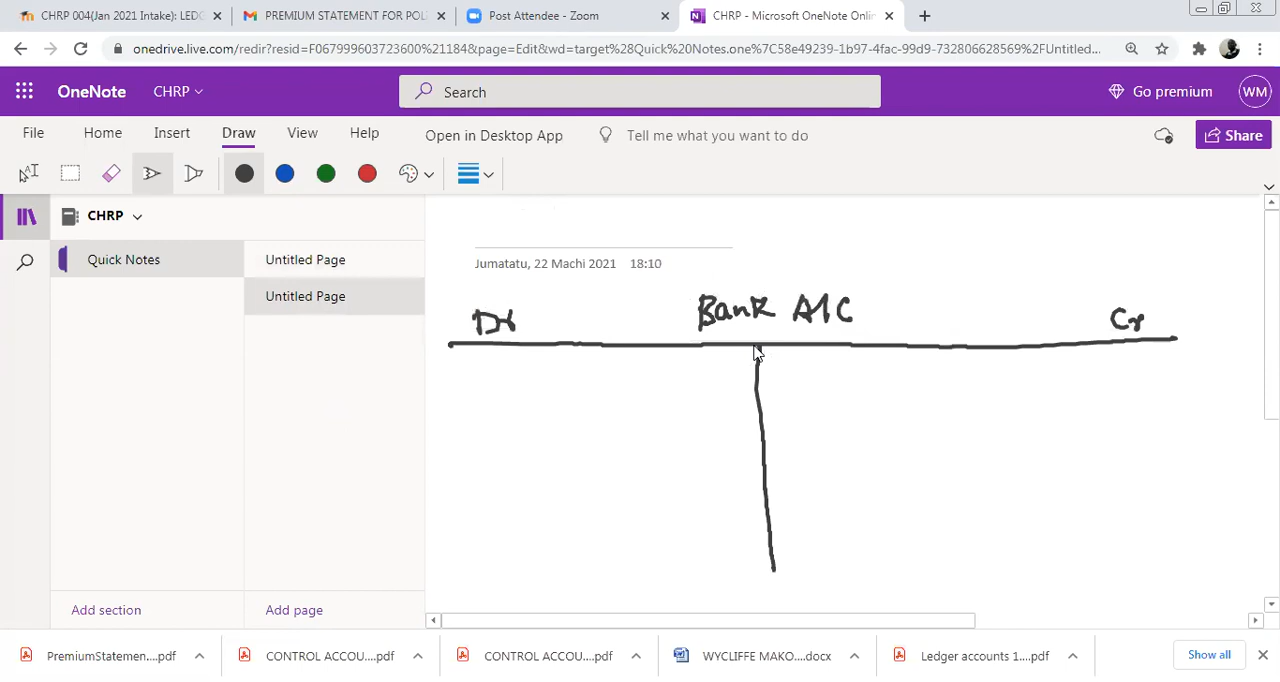 CHRP 004(Jan 2021 Intake): LEDG
PREMIUM STATEMENT FOR POL
Post Attendee - Zoom
CHRP - Microsoft OneNote Onlin
onedrive.live.com/redir?resid=F067999603723600%21184&page=Edit&wd=target%28Quick%20Notes.one%7C58e49239-1b97-4fac-99d9-732806628569%2FUntitled...
OneNote
CHRP
Search
Go premium
WM
File
Home
Insert
Draw
View
Help
Open in Desktop App
Tell me what you want to do
Share
CHRP
Quick Notes
Untitled Page
Untitled Page
Jumatatu, 22 Machi 2021 18:10
Dr Bank A/C Cr
Add section
Add page
PremiumStatemen....pdf
CONTROL ACCOU....pdf
CONTROL ACCOU....pdf
WYCLIFFE MAKO....docx
Ledger accounts 1....pdf
Show all